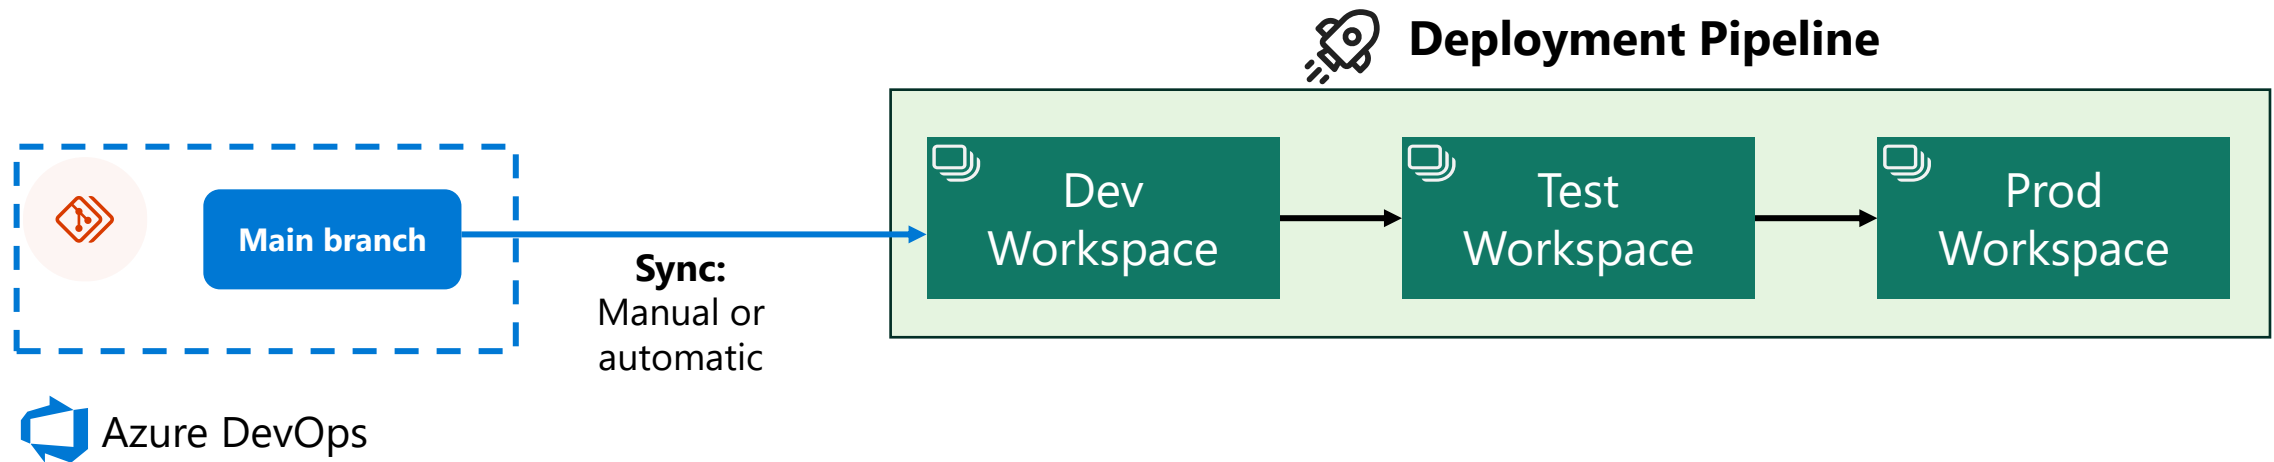 Deployment Pipeline
Main branch
Sync:
Manual or
automatic
Dev
Workspace
Test
Workspace
Prod
Workspace
Azure DevOps